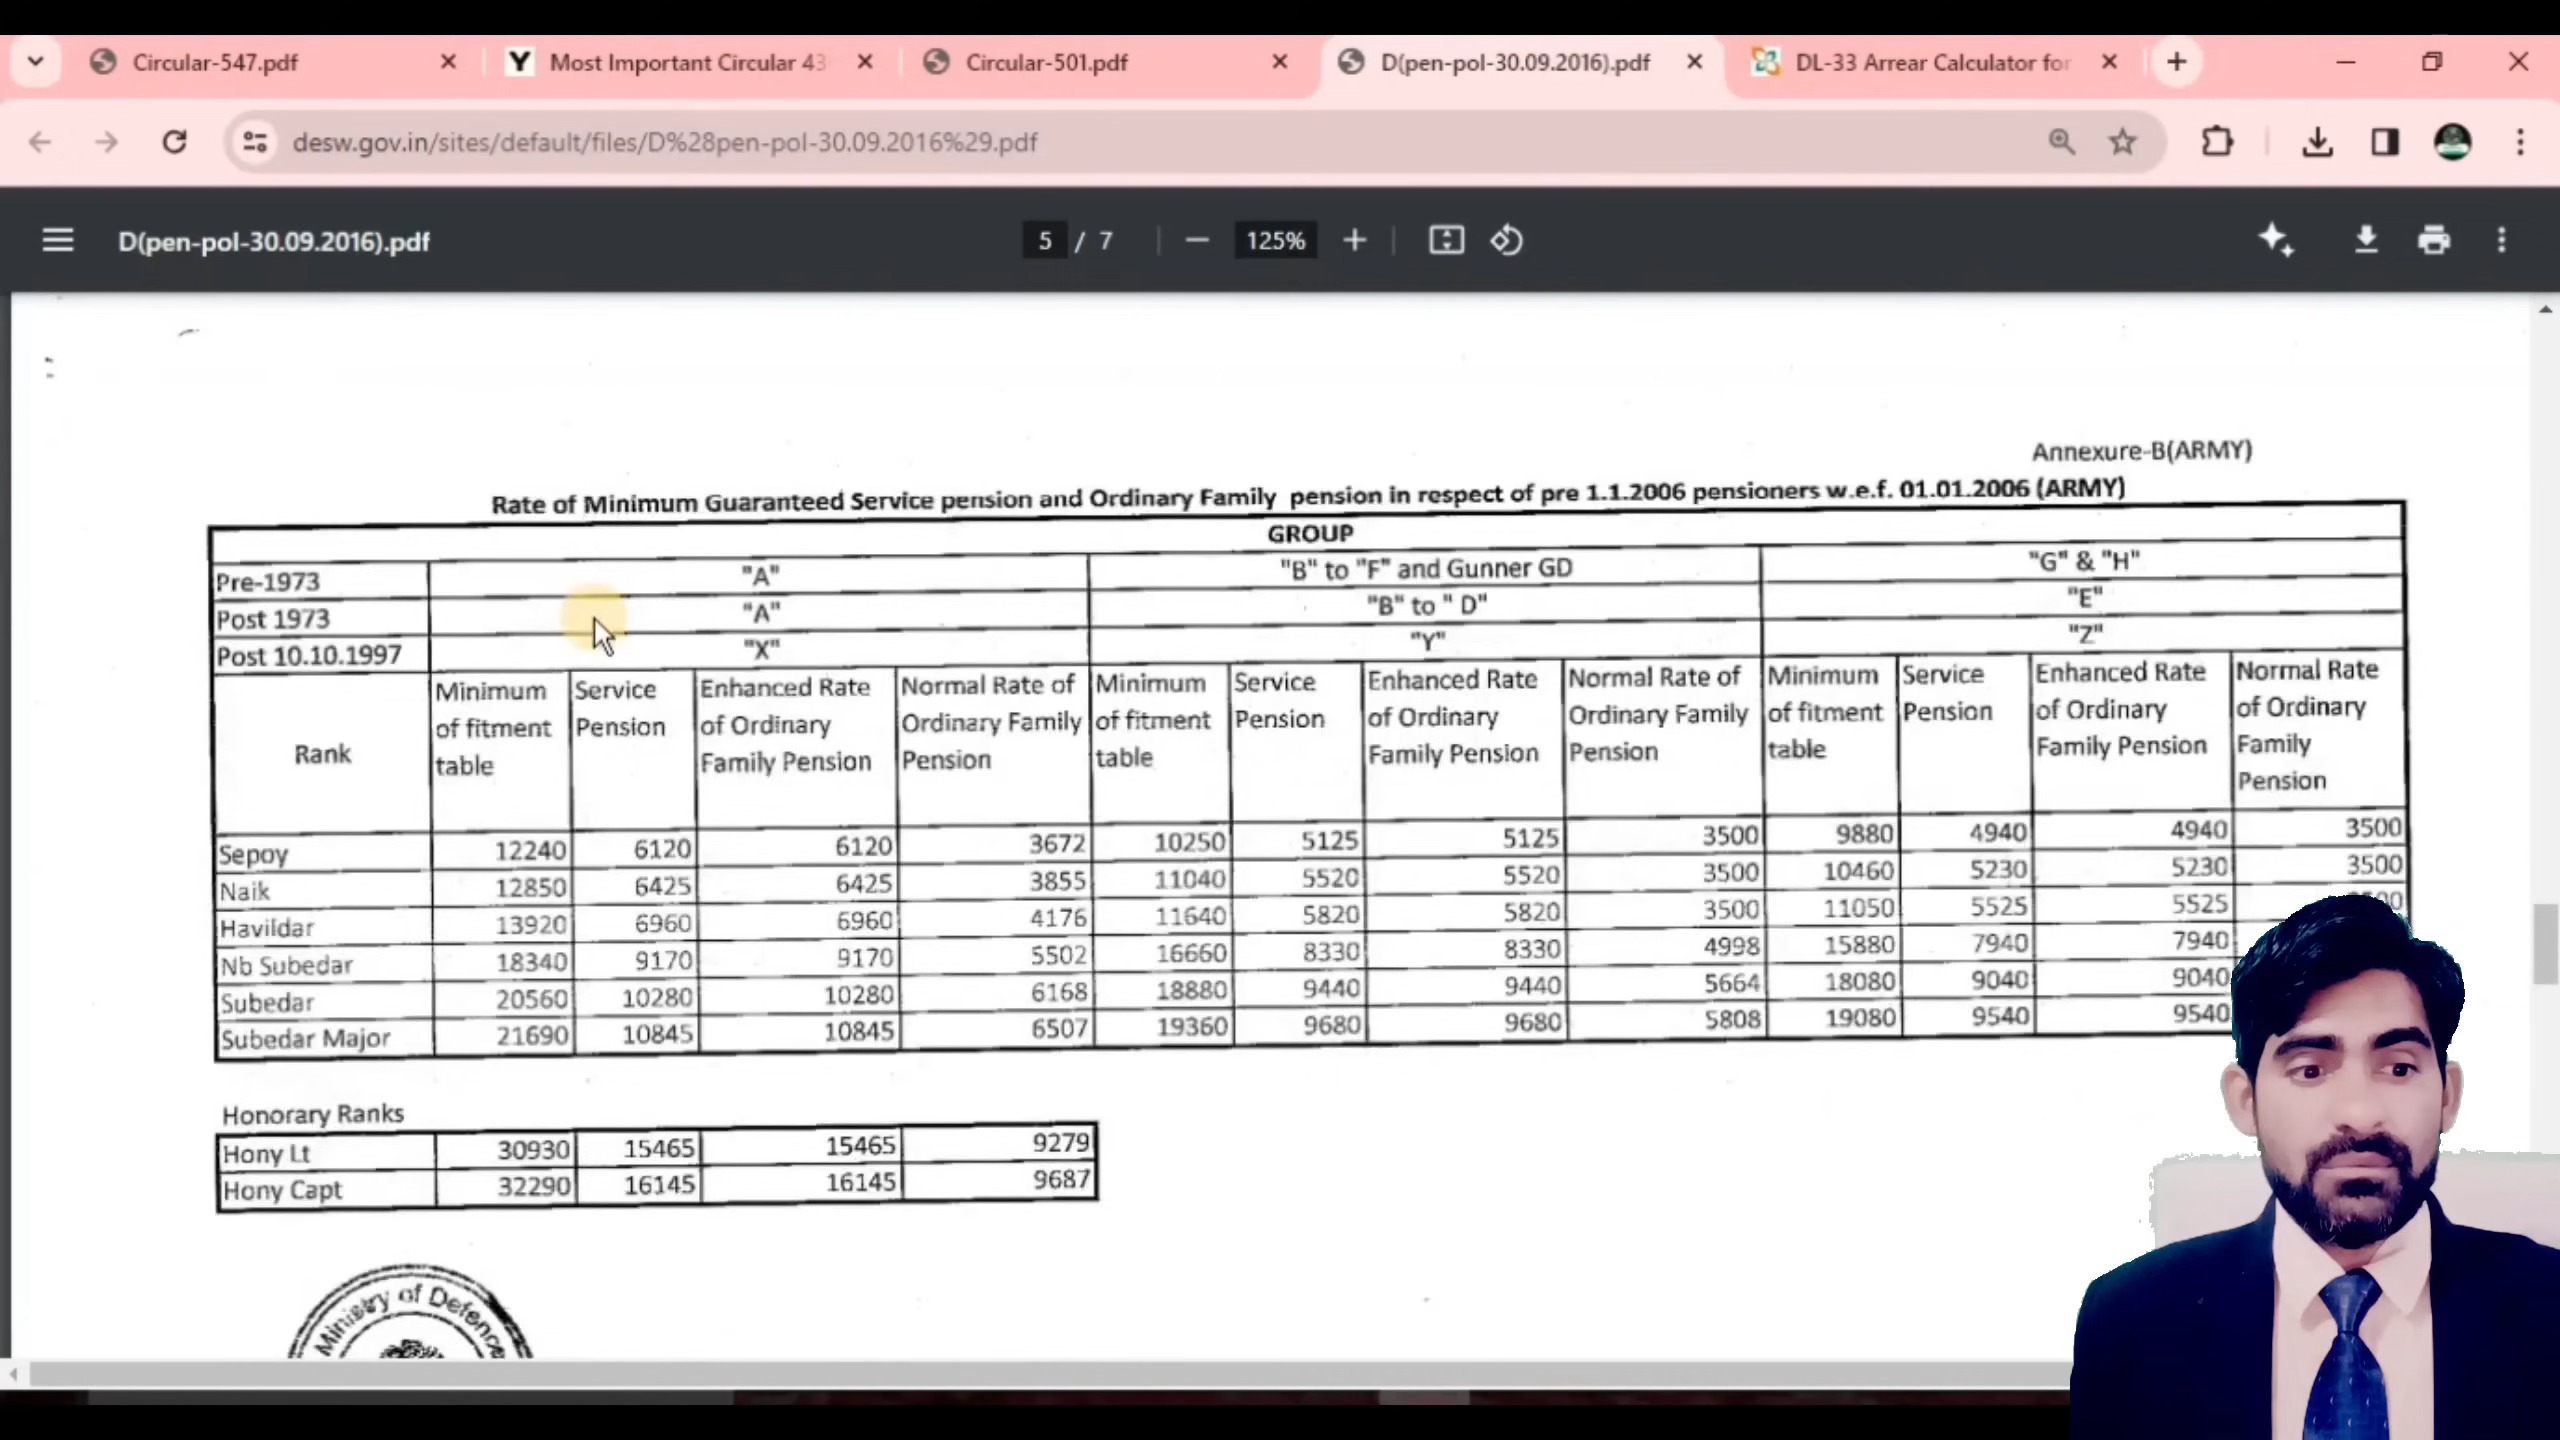 Circular-547.pdf
Most Important Circular 43
Circular-501.pdf
D(pen-pol-30.09.2016).pdf
DL-33 Arrear Calculator for
desw.gov.in/sites/default/files/D%28pen-pol-30.09.2016%29.pdf
D(pen-pol-30.09.2016).pdf
5 / 7
125%
Annexure-B(ARMY)
Rate of Minimum Guaranteed Service pension and Ordinary Family pension in respect of pre 1.1.2006 pensioners w.e.f. 01.01.2006 (ARMY)
GROUP
Pre-1973 "A" "B" to "F" and Gunner GD "G" & "H"
Post 1973 "A" "B" to " D" "E"
Post 10.10.1997 "X" "Y" "Z"
Rank Minimum of fitment table Service Pension Enhanced Rate of Ordinary Family Pension Normal Rate of Ordinary Family Pension Minimum of fitment table Service Pension Enhanced Rate of Ordinary Family Pension Normal Rate of Ordinary Family Pension Minimum of fitment table Service Pension Enhanced Rate of Ordinary Family Pension Normal Rate of Ordinary Family Pension
Sepoy 12240 6120 6120 3672 10250 5125 5125 3500 9880 4940 4940 3500
Naik 12850 6425 6425 3855 11040 5520 5520 3500 10460 5230 5230 3500
Havildar 13920 6960 6960 4176 11640 5820 5820 3500 11050 5525 5525
Nb Subedar 18340 9170 9170 5502 16660 8330 8330 4998 15880 7940 7940
Subedar 20560 10280 10280 6168 18880 9440 9440 5664 18080 9040 9040
Subedar Major 21690 10845 10845 6507 19360 9680 9680 5808 19080 9540 9540
Honorary Ranks
Hony Lt 30930 15465 15465 9279
Hony Capt 32290 16145 16145 9687
Ministry of Defence